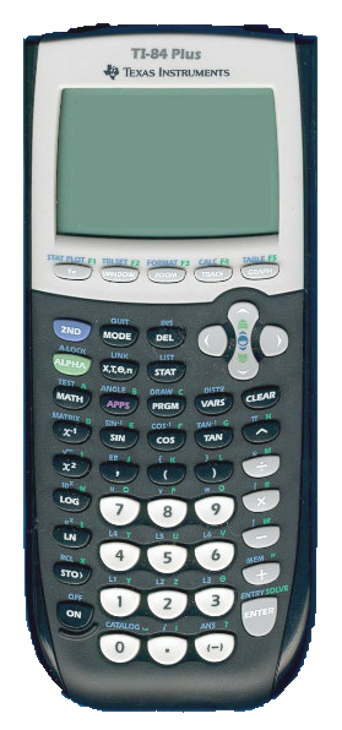 TI-84 Plus
TEXAS INSTRUMENTS
STAT PLOT F1 TBLSET F2 FORMAT F3 CALC F4 TABLE F5
Y= WINDOW ZOOM TRACE GRAPH
QUIT INS
2ND MODE DEL
A-LOCK LINK LIST
ALPHA X,T,θ,n STAT
TEST A ANGLE B DRAW C DISTR
MATH APPS PRGM VARS CLEAR
MATRIX D SIN⁻¹ E COS⁻¹ F TAN⁻¹ G π H
x⁻¹ SIN COS TAN ^
√ I EE J { K } L e M
x² , ( ) ÷
10ˣ N u O v P w Q [ R
LOG 7 8 9 ×
eˣ S L4 T L5 U L6 V ] W
LN 4 5 6 −
RCL X L1 Y L2 Z L3 θ MEM "
STO› 1 2 3 +
OFF CATALOG i : ANS ? ENTRY SOLVE
ON 0 . (−) ENTER